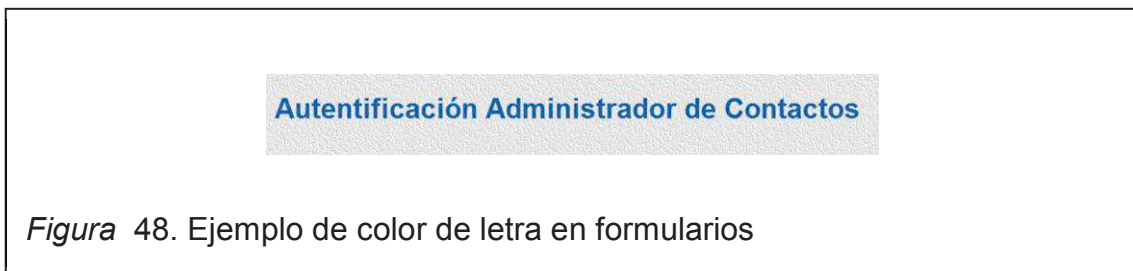 Autentificación Administrador de Contactos
Figura 48. Ejemplo de color de letra en formularios